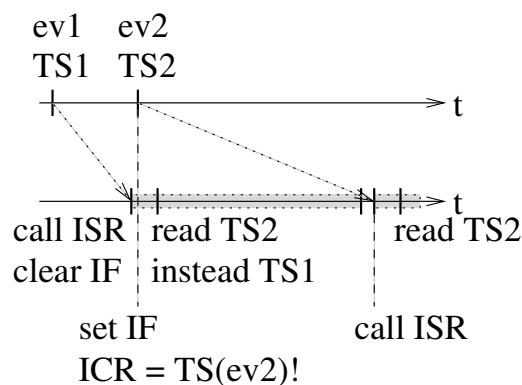 ev1 ev2
TS1 TS2
t
t
call ISR read TS2 read TS2
clear IF instead TS1
set IF call ISR
ICR = TS(ev2)!